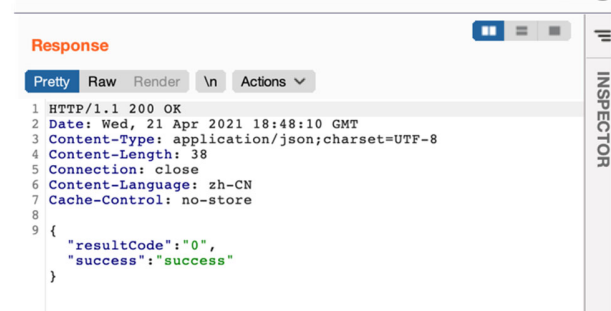 Response
Pretty Raw Render \n Actions
1 HTTP/1.1 200 OK
2 Date: Wed, 21 Apr 2021 18:48:10 GMT
3 Content-Type: application/json;charset=UTF-8
4 Content-Length: 38
5 Connection: close
6 Content-Language: zh-CN
7 Cache-Control: no-store
8
9 {
"resultCode":"0",
"success":"success"
}
INSPECTOR